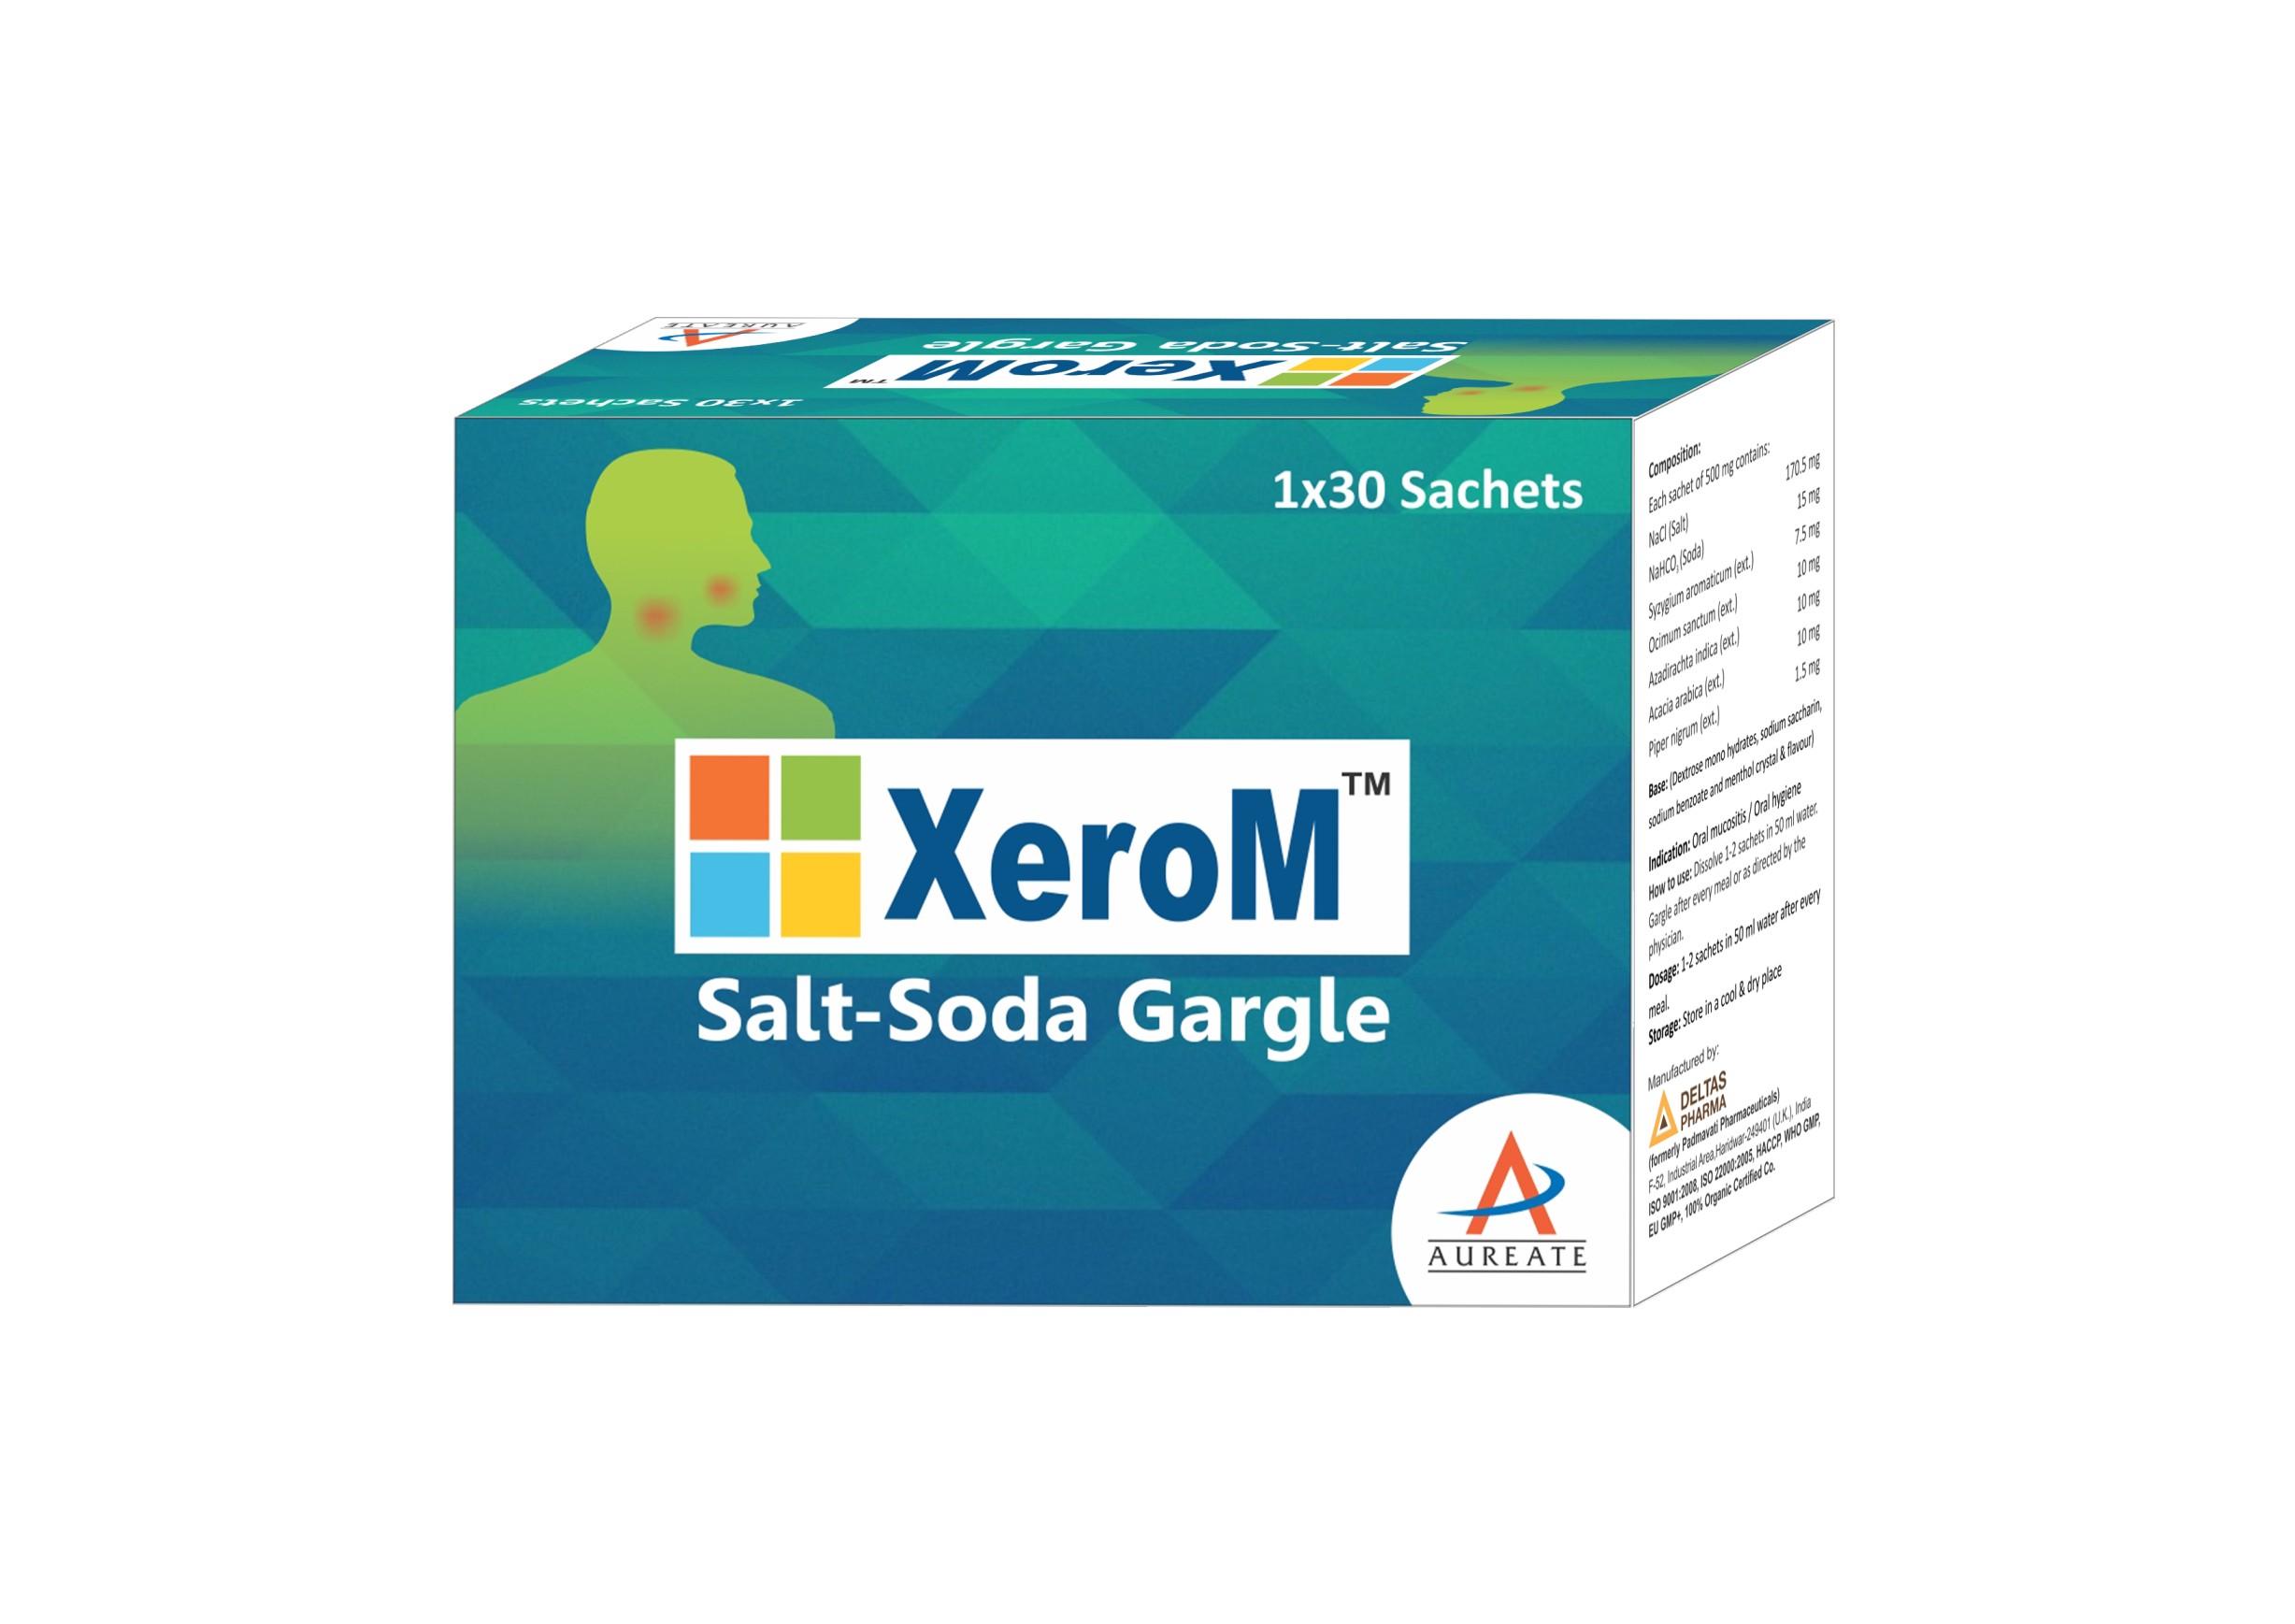 AUREATE
Salt-Soda Gargle
XeroM™
1x30 Sachets
1x30 Sachets
XeroM™
Salt-Soda Gargle
AUREATE
Composition:
Each sachet of 500 mg contains:
NaCl (Salt) 170.5 mg
NaHCO₃ (Soda) 15 mg
Syzygium aromaticum (ext.) 7.5 mg
Ocimum sanctum (ext.) 10 mg
Azadirachta indica (ext.) 10 mg
Acacia arabica (ext.) 10 mg
Piper nigrum (ext.) 1.5 mg
Base: (Dextrose mono hydrates, sodium saccharin,
sodium benzoate and menthol crystal & flavour)
Indication: Oral mucositis / Oral hygiene
How to use: Dissolve 1-2 sachets in 50 ml water.
Gargle after every meal or as directed by the
physician.
Dosage: 1-2 sachets in 50 ml water after every
meal.
Storage: Store in a cool & dry place
Manufactured by:
DELTAS
PHARMA
(formerly Padmavati Pharmaceuticals)
F-52, Industrial Area, Haridwar-249401 (U.K.), India
ISO 9001:2008, ISO 22000:2005, HACCP, WHO GMP,
EU GMP+, 100% Organic Certified Co.